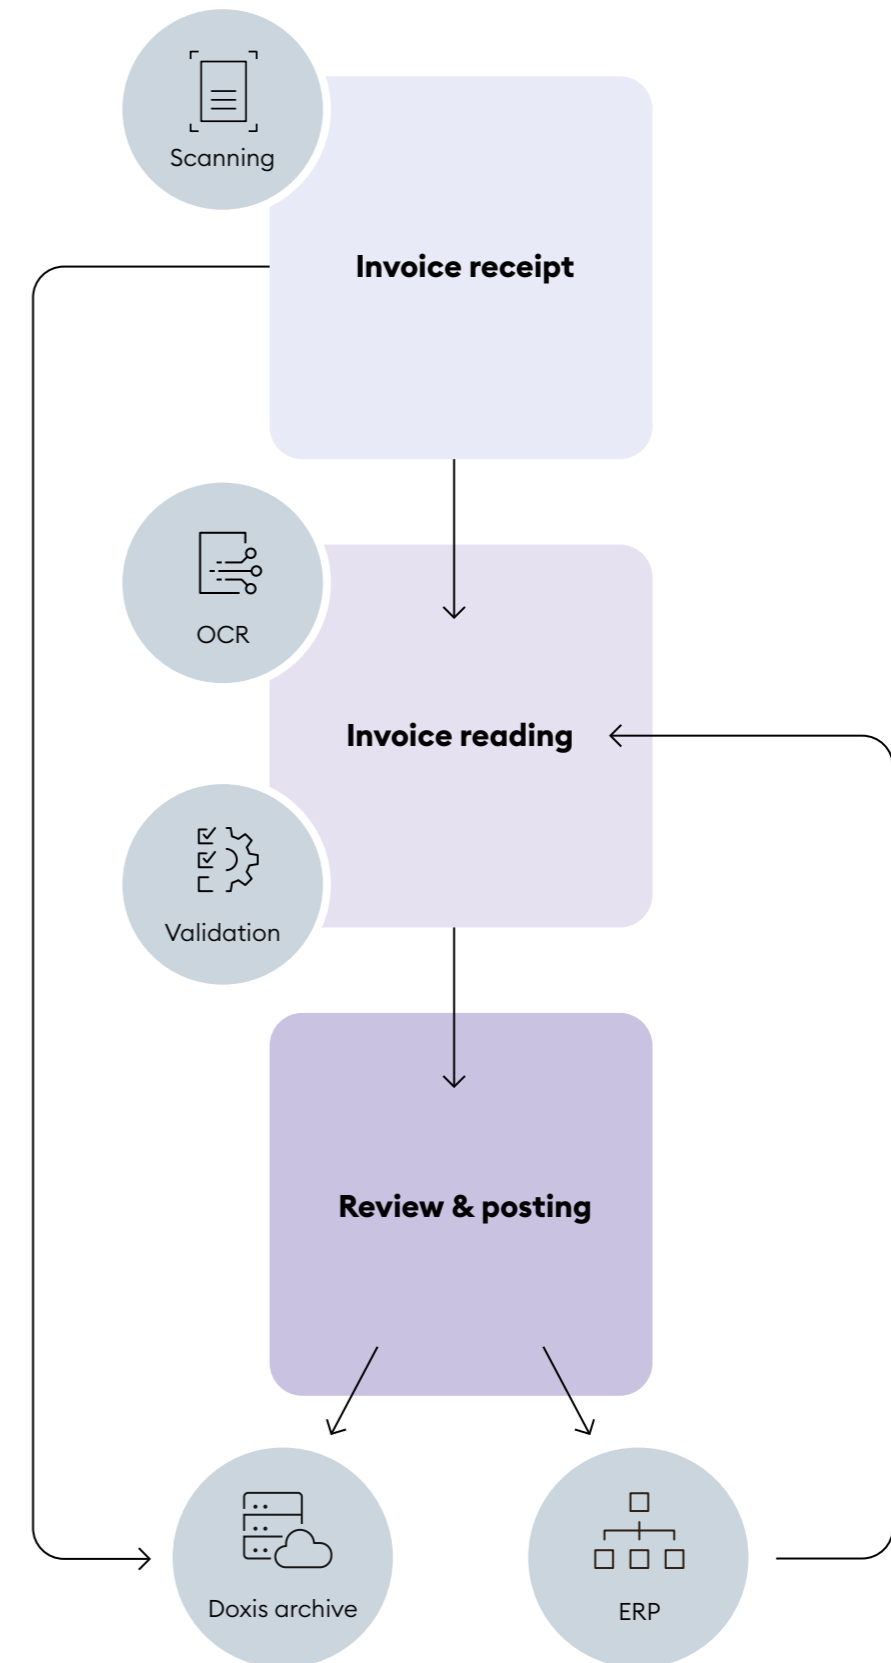 Scanning
Invoice receipt
OCR
Invoice reading
Validation
Review & posting
Doxis archive
ERP